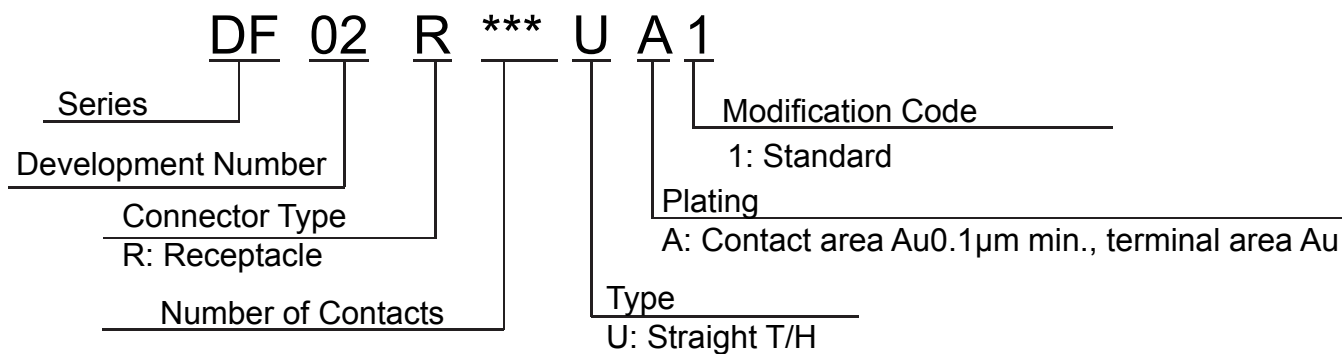 DF 02 R *** U A 1
Series
Modification Code
1: Standard
Development Number
Plating
A: Contact area Au0.1μm min., terminal area Au
Connector Type
R: Receptacle
Number of Contacts
Type
U: Straight T/H